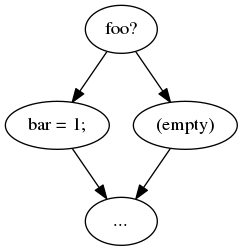 foo?
bar = 1;
(empty)
...